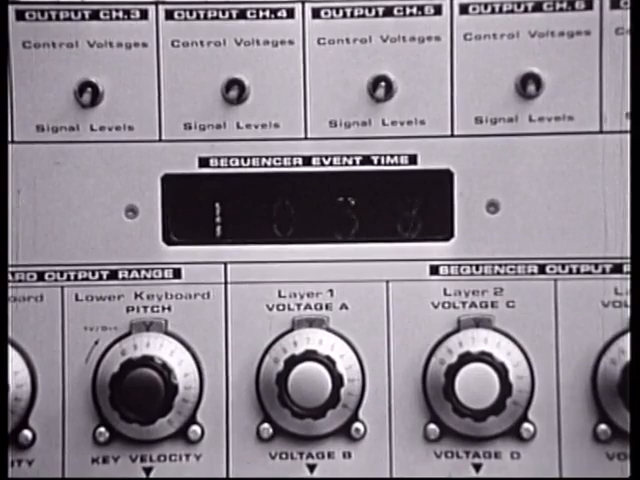 OUTPUT CH.3 OUTPUT CH.4 OUTPUT CH.5 OUTPUT CH.6
Control Voltages Control Voltages Control Voltages Control Voltages
Signal Levels Signal Levels Signal Levels Signal Levels
SEQUENCER EVENT TIME
ARD OUTPUT RANGE SEQUENCER OUTPUT R
oard Lower Keyboard Layer 1 Layer 2
PITCH VOLTAGE A VOLTAGE C
ITY KEY VELOCITY VOLTAGE B VOLTAGE D